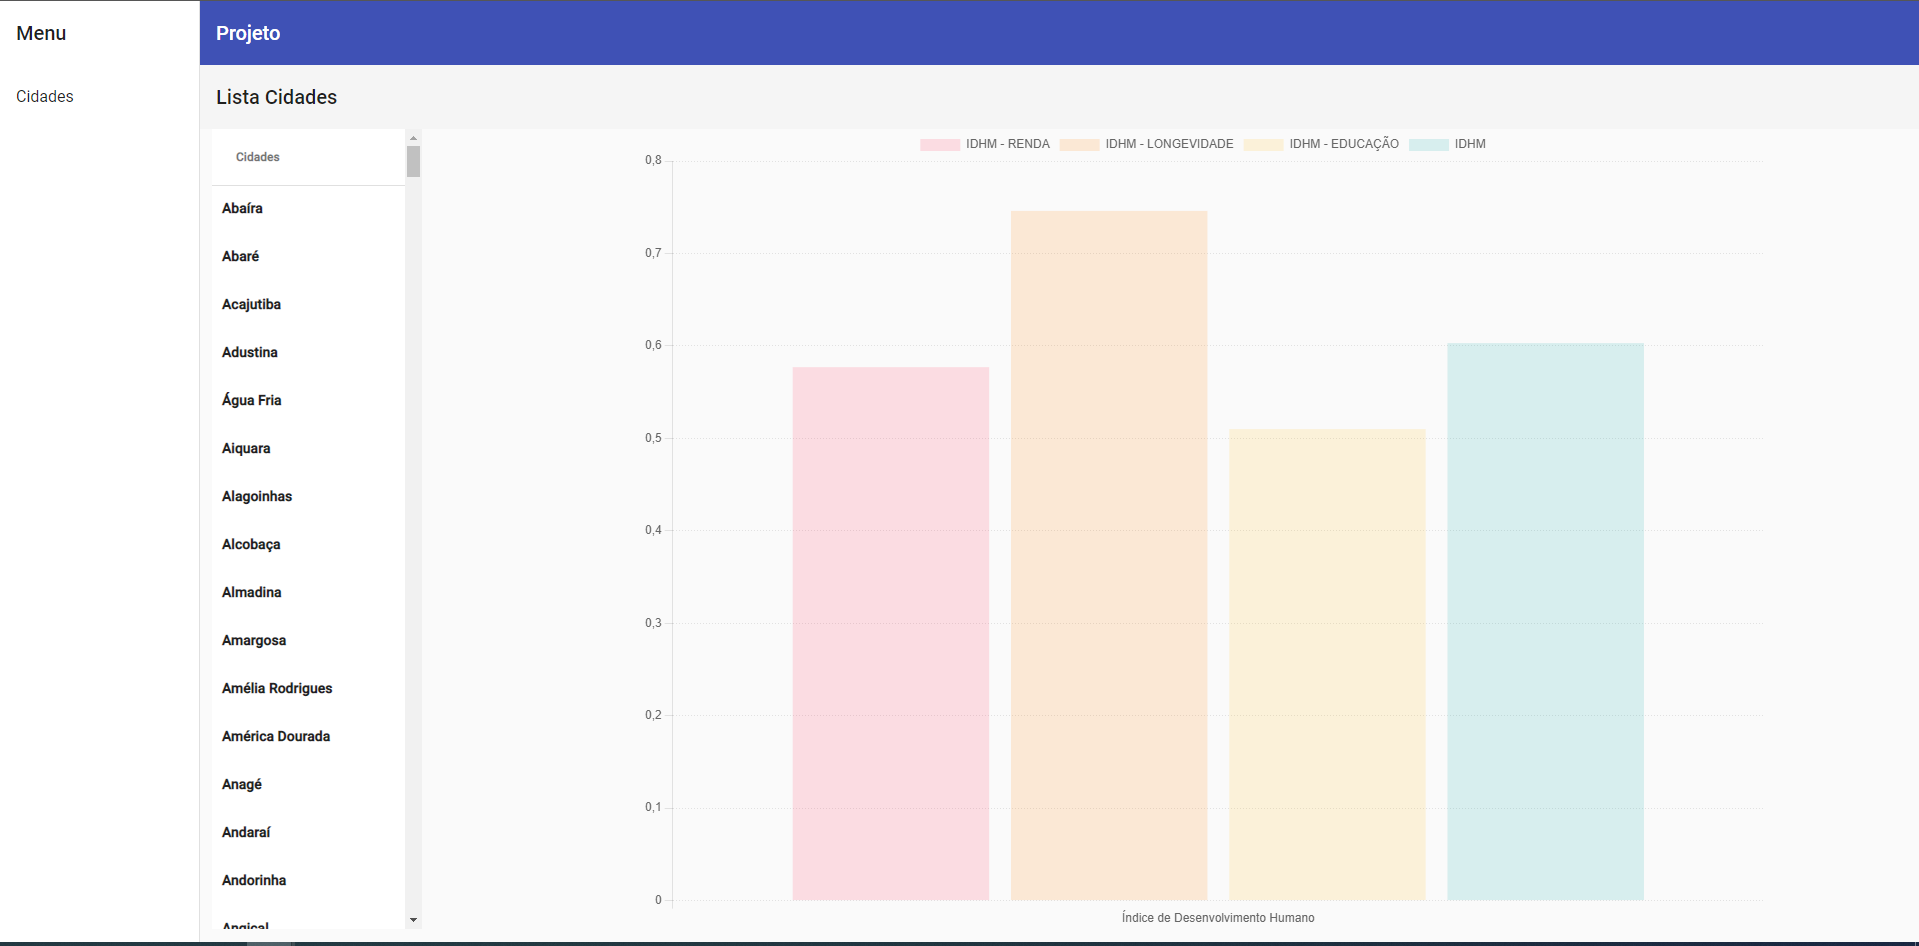 Menu
Projeto
Cidades
Lista Cidades
Cidades
Abaíra
Abaré
Acajutiba
Adustina
Água Fria
Aiquara
Alagoinhas
Alcobaça
Almadina
Amargosa
Amélia Rodrigues
América Dourada
Anagé
Andaraí
Andorinha
Angical
IDHM - RENDA IDHM - LONGEVIDADE IDHM - EDUCAÇÃO IDHM
0,8
0,7
0,6
0,5
0,4
0,3
0,2
0,1
0
Índice de Desenvolvimento Humano